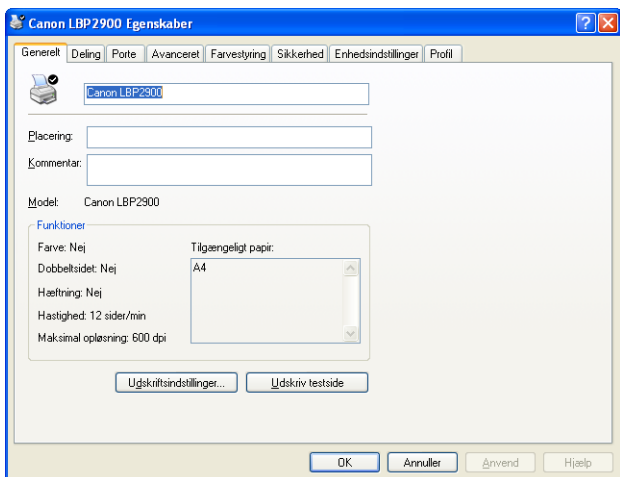 Canon LBP2900 Egenskaber
Generelt Deling Porte Avanceret Farvestyring Sikkerhed Enhedsindstillinger Profil
Canon LBP2900
Placering:
Kommentar:
Model: Canon LBP2900
Funktioner
Farve: Nej Tilgængeligt papir:
Dobbeltsidet: Nej A4
Hæftning: Nej
Hastighed: 12 sider/min
Maksimal opløsning: 600 dpi
Udskriftsindstillinger... Udskriv testside
OK Annuller Anvend Hjælp